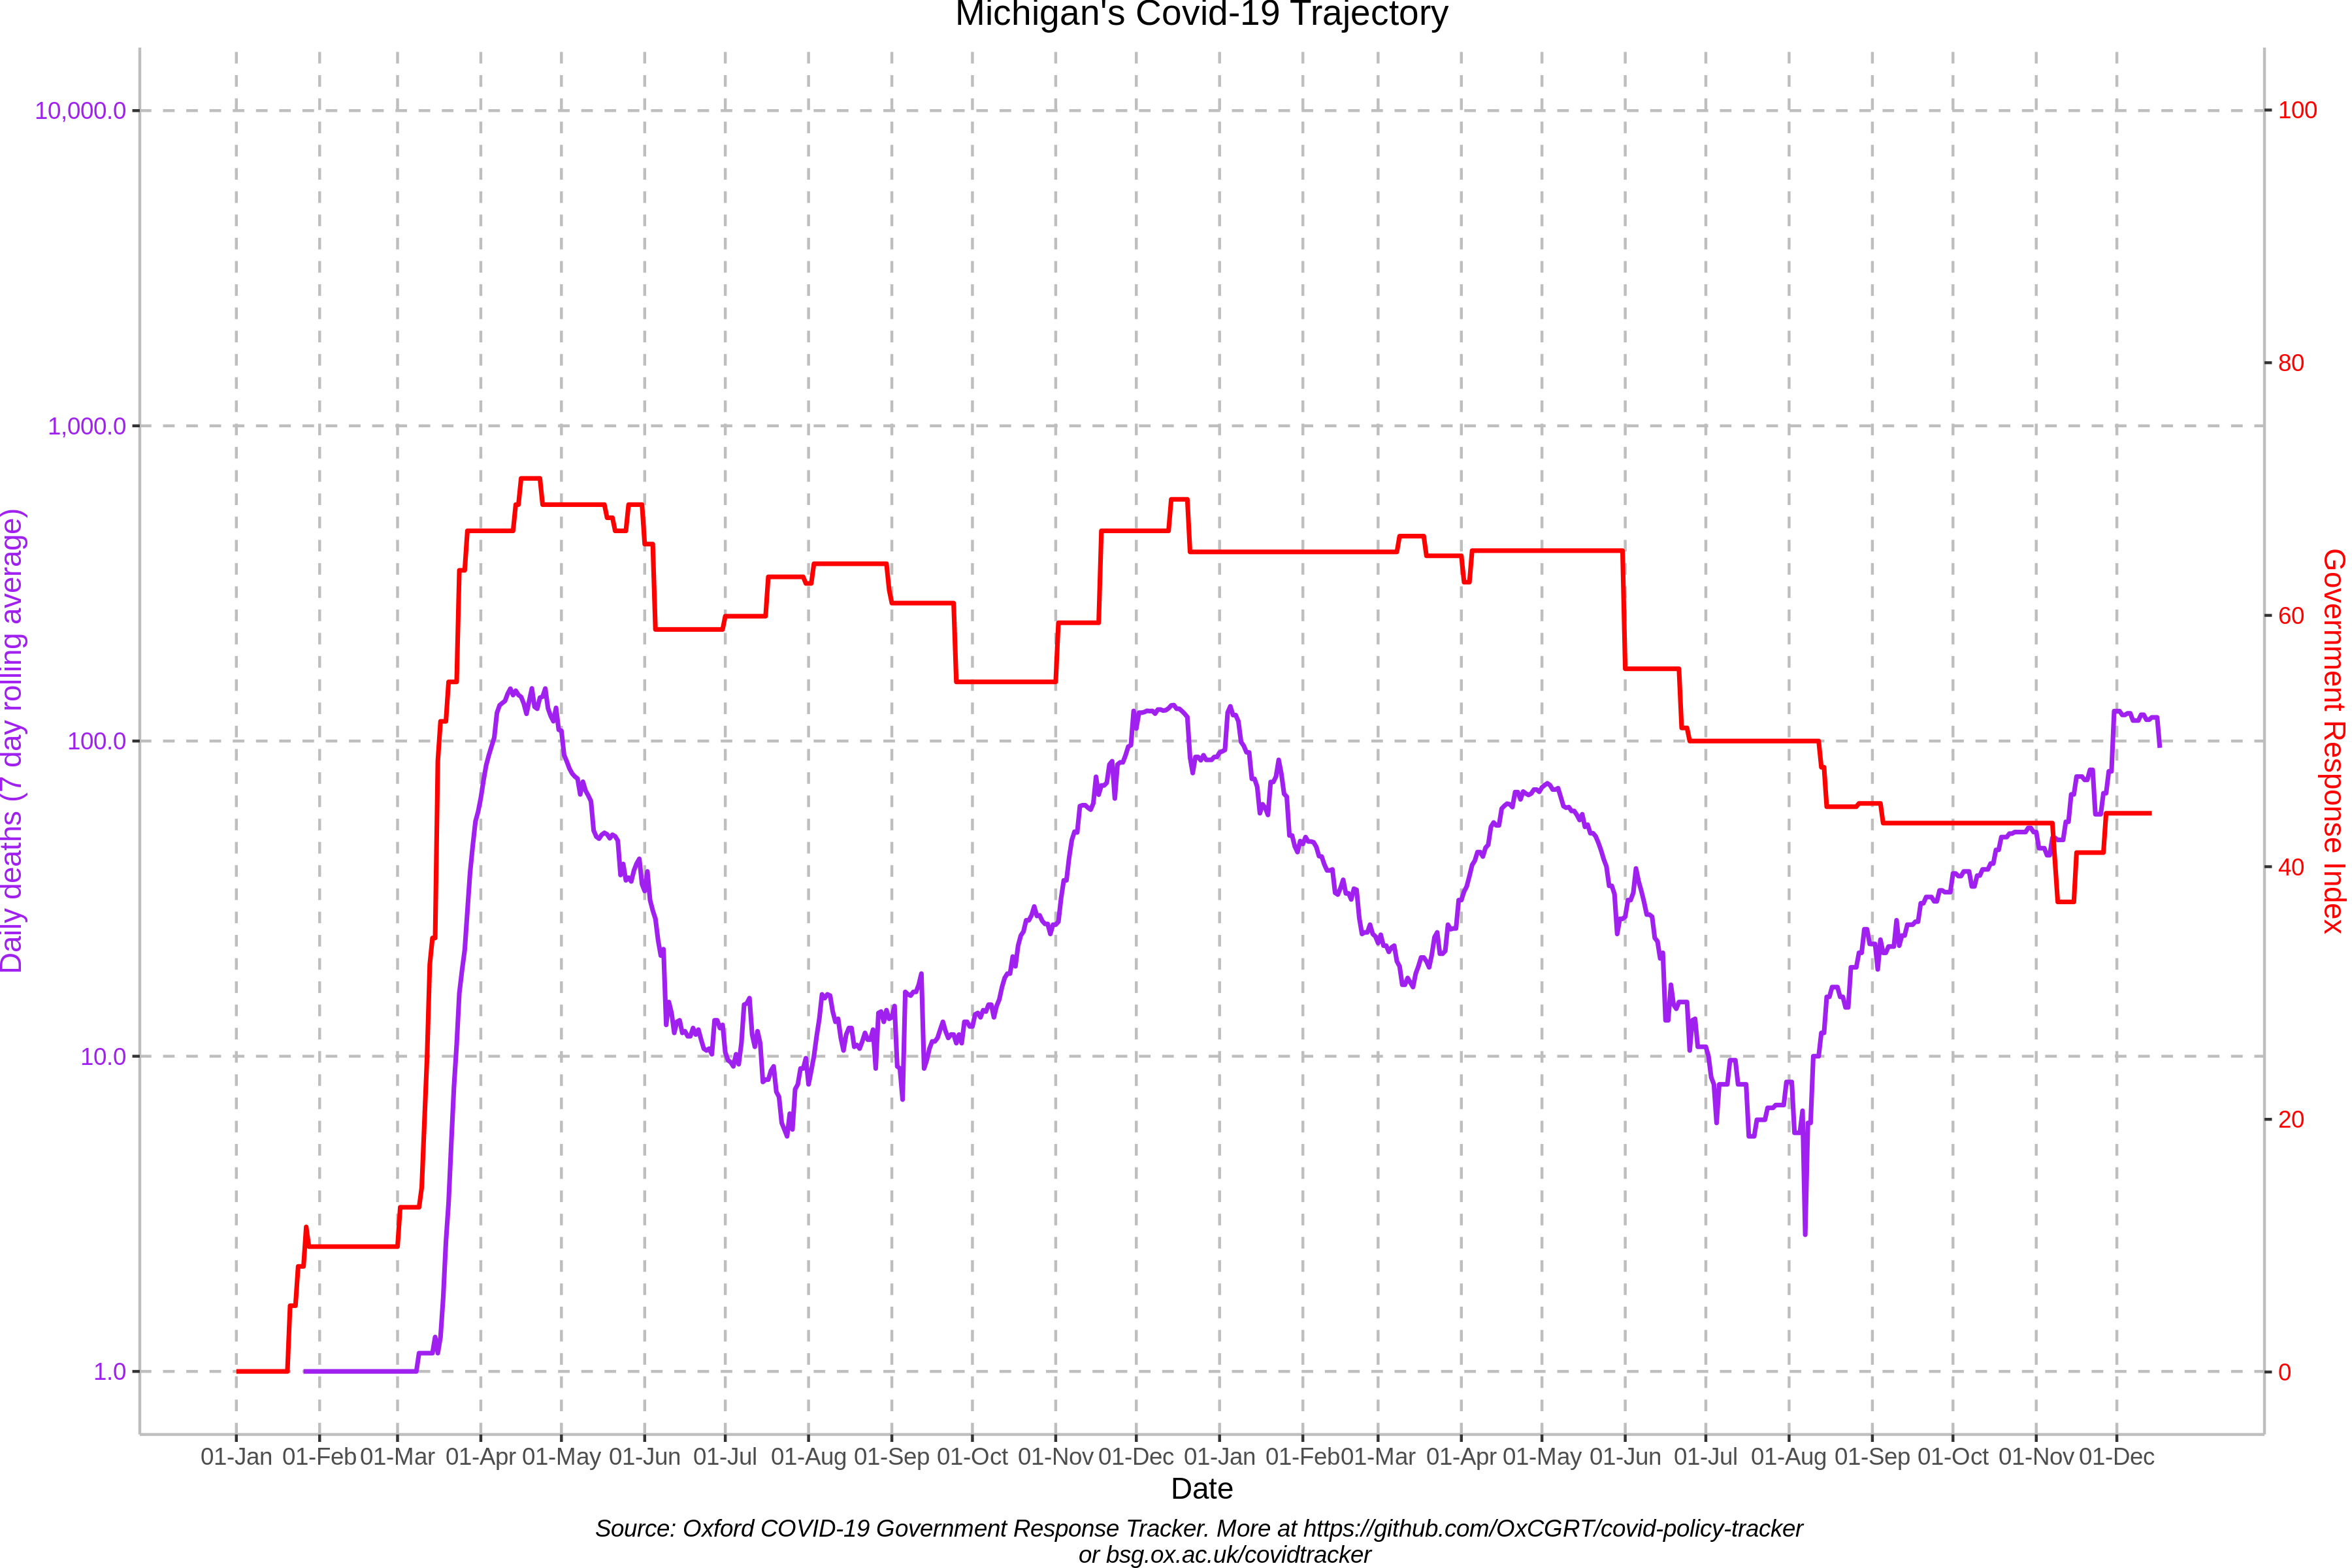 Michigan's Covid-19 Trajectory
10,000.0
1,000.0
100.0
10.0
1.0
Daily deaths (7 day rolling average)
100
80
60
40
20
0
Government Response Index
01-Jan 01-Feb 01-Mar 01-Apr 01-May 01-Jun 01-Jul 01-Aug 01-Sep 01-Oct 01-Nov 01-Dec 01-Jan 01-Feb 01-Mar 01-Apr 01-May 01-Jun 01-Jul 01-Aug 01-Sep 01-Oct 01-Nov 01-Dec
Date
Source: Oxford COVID-19 Government Response Tracker. More at https://github.com/OxCGRT/covid-policy-tracker
or bsg.ox.ac.uk/covidtracker